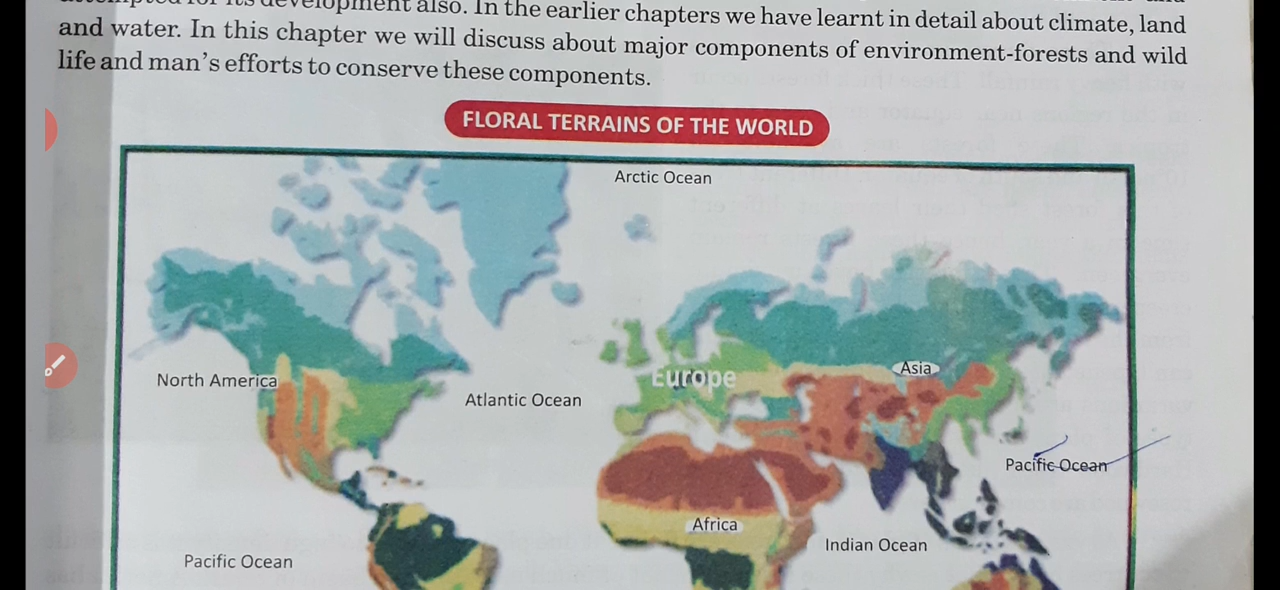 for its development also. In the earlier chapters we have learnt in detail about climate, land
and water. In this chapter we will discuss about major components of environment-forests and wild
life and man's efforts to conserve these components.
FLORAL TERRAINS OF THE WORLD
Arctic Ocean
North America
Europe
Asia
Atlantic Ocean
Pacific Ocean
Africa
Indian Ocean
Pacific Ocean